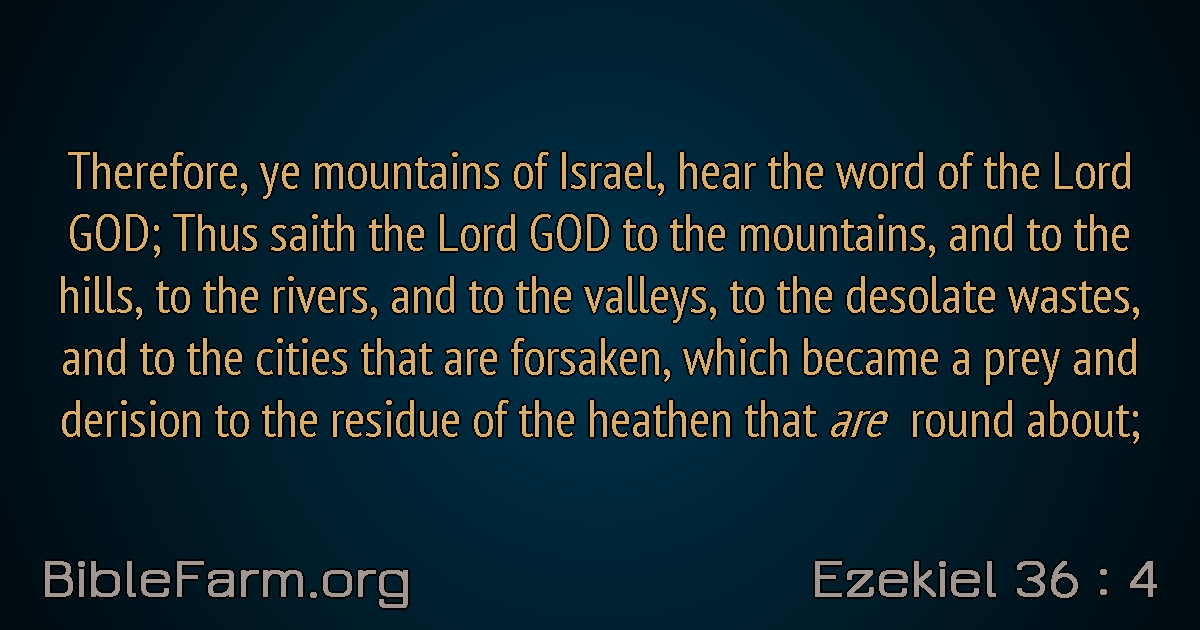 Therefore, ye mountains of Israel, hear the word of the Lord
GOD; Thus saith the Lord GOD to the mountains, and to the
hills, to the rivers, and to the valleys, to the desolate wastes,
and to the cities that are forsaken, which became a prey and
derision to the residue of the heathen that are round about;
BibleFarm.org
Ezekiel 36 : 4